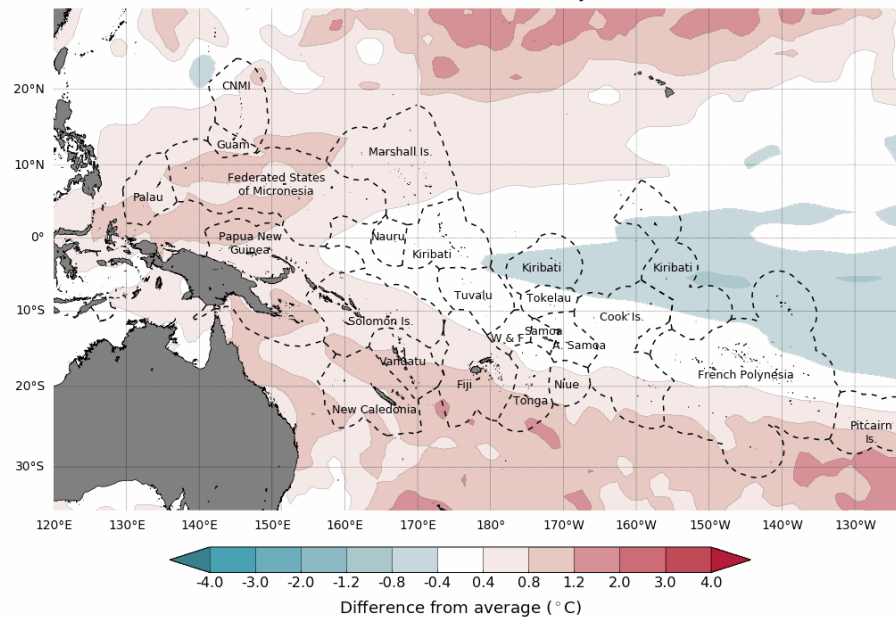 20°N
10°N
0°
10°S
20°S
30°S
CNMI
Guam
Palau
Federated States
of Micronesia
Marshall Is.
Papua New
Guinea
Nauru
Kiribati
Kiribati
Kiribati
Tuvalu
Tokelau
Solomon Is.
Cook Is.
W & F
Samoa
A. Samoa
Vanuatu
French Polynesia
Fiji
Niue
Tonga
New Caledonia
Pitcairn
Is.
120°E 130°E 140°E 150°E 160°E 170°E 180° 170°W 160°W 150°W 140°W 130°W
-4.0 -3.0 -2.0 -1.2 -0.8 -0.4 0.4 0.8 1.2 2.0 3.0 4.0
Difference from average (°C)